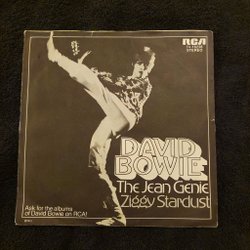 RCA
STEREO
DAVID
BOWIE
The Jean Genie
Ziggy Stardust
Ask for the albums
of David Bowie on RCA!